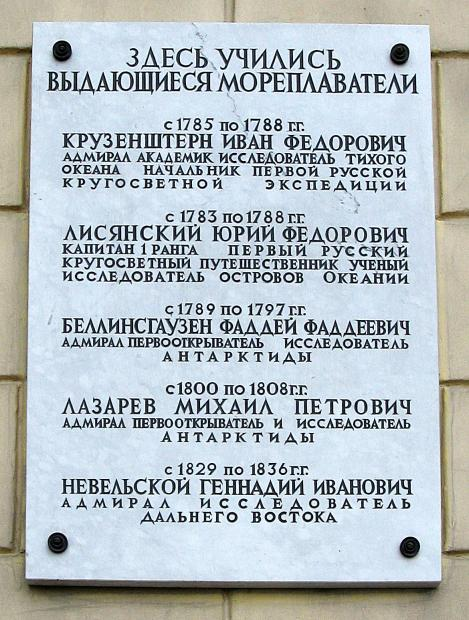 ЗДЕСЬ УЧИЛИСЬ
ВЫДАЮЩИЕСЯ МОРЕПЛАВАТЕЛИ
с 1785 по 1788 г.г.
КРУЗЕНШТЕРН ИВАН ФЕДОРОВИЧ
АДМИРАЛ АКАДЕМИК ИССЛЕДОВАТЕЛЬ ТИХОГО
ОКЕАНА НАЧАЛЬНИК ПЕРВОЙ РУССКОЙ
КРУГОСВЕТНОЙ ЭКСПЕДИЦИИ
с 1783 по 1788 г.г.
ЛИСЯНСКИЙ ЮРИЙ ФЕДОРОВИЧ
КАПИТАН 1 РАНГА ПЕРВЫЙ РУССКИЙ
КРУГОСВЕТНЫЙ ПУТЕШЕСТВЕННИК УЧЕНЫЙ
ИССЛЕДОВАТЕЛЬ ОСТРОВОВ ОКЕАНИИ
с 1789 по 1797 г.г.
БЕЛЛИНСГАУЗЕН ФАДДЕЙ ФАДДЕЕВИЧ
АДМИРАЛ ПЕРВООТКРЫВАТЕЛЬ ИССЛЕДОВАТЕЛЬ
АНТАРКТИДЫ
с 1800 по 1808 г.г.
ЛАЗАРЕВ МИХАИЛ ПЕТРОВИЧ
АДМИРАЛ ПЕРВООТКРЫВАТЕЛЬ И ИССЛЕДОВАТЕЛЬ
АНТАРКТИДЫ
с 1829 по 1836 г.г.
НЕВЕЛЬСКОЙ ГЕННАДИЙ ИВАНОВИЧ
АДМИРАЛ ИССЛЕДОВАТЕЛЬ
ДАЛЬНЕГО ВОСТОКА